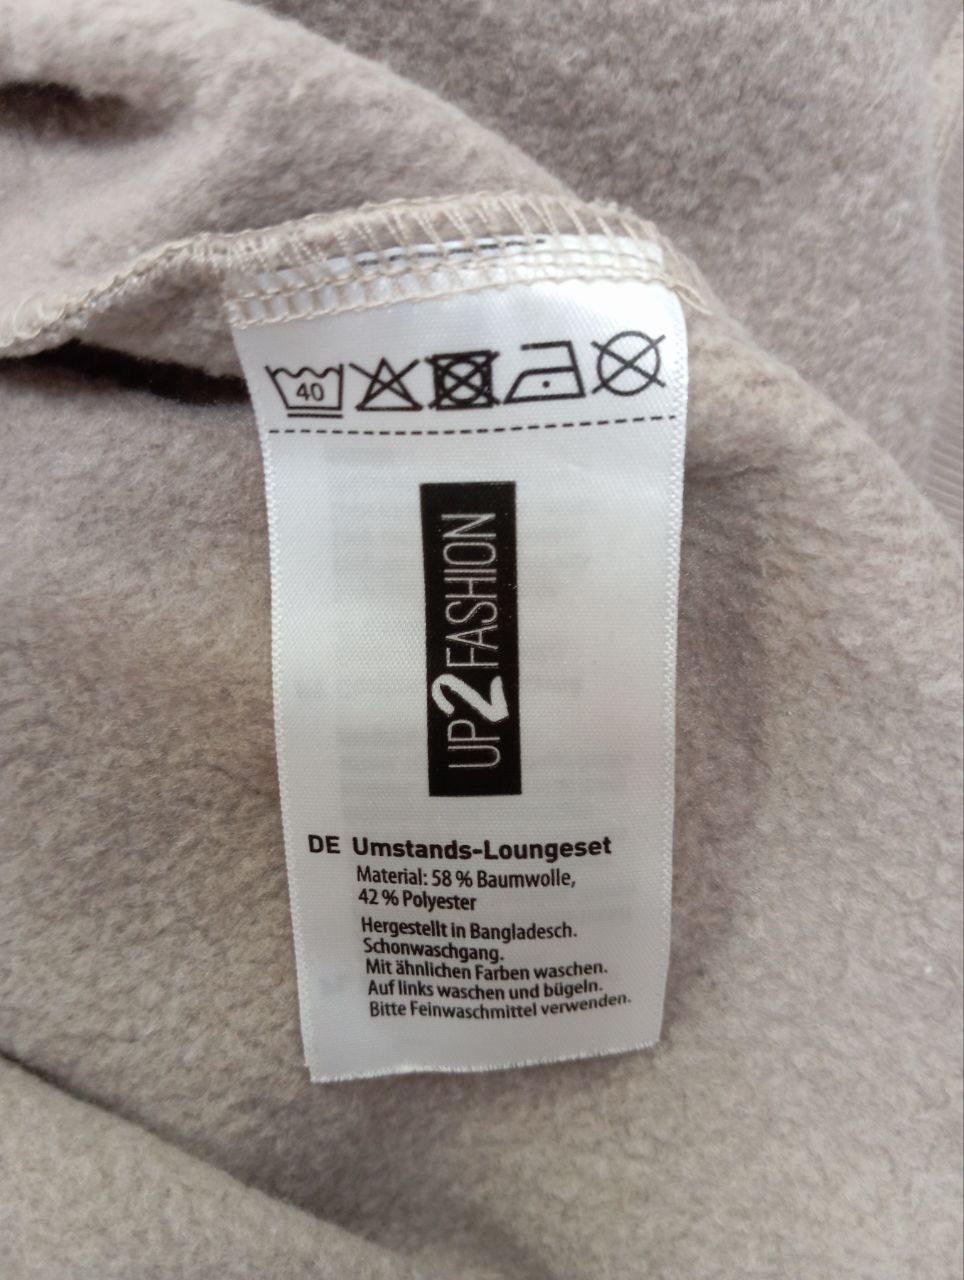 40
UP2FASHION
DE Umstands-Loungeset
Material: 58 % Baumwolle,
42 % Polyester
Hergestellt in Bangladesch.
Schonwaschgang.
Mit ähnlichen Farben waschen.
Auf links waschen und bügeln.
Bitte Feinwaschmittel verwenden.